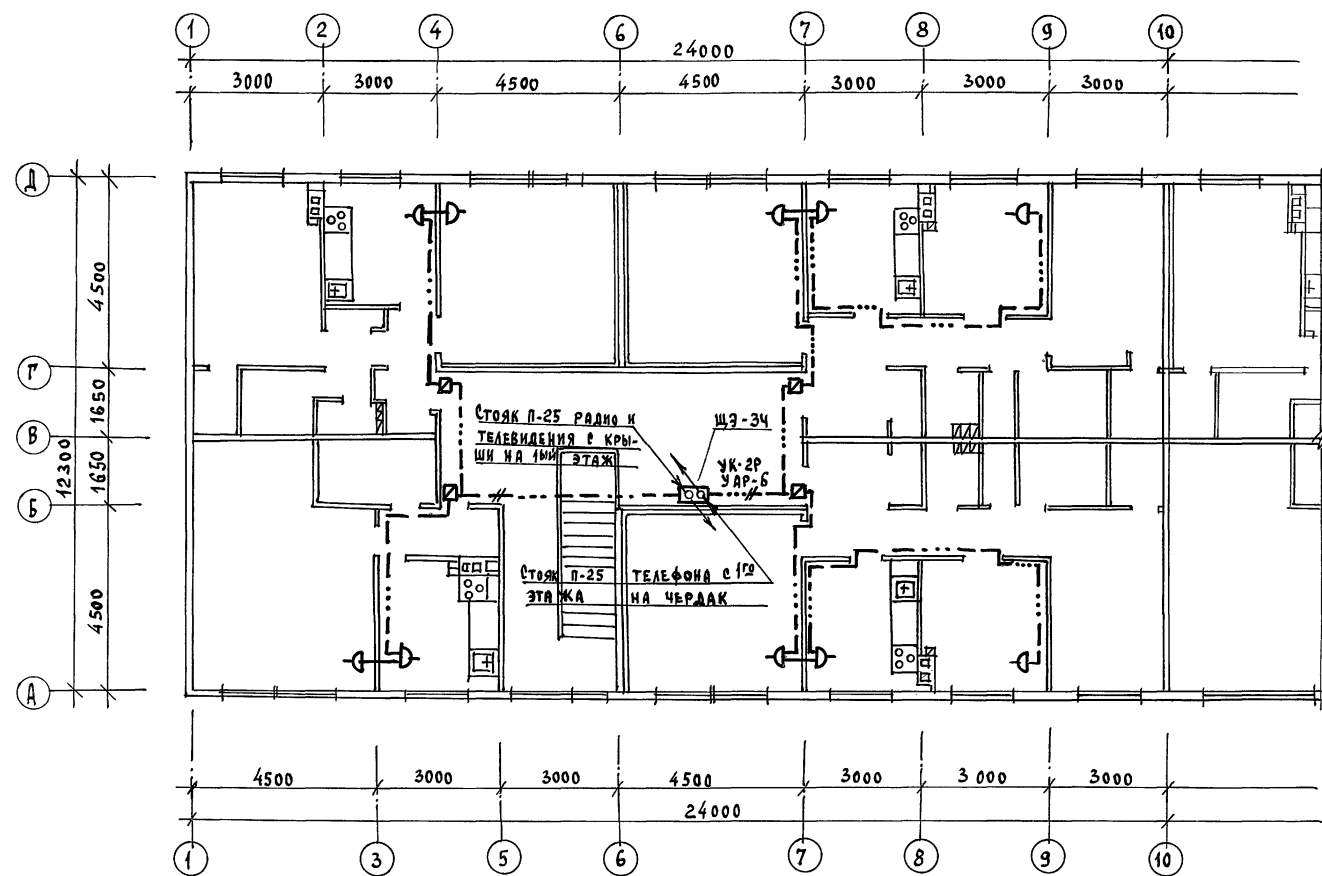 1 2 4 6 7 8 9 10
24000
3000 3000 4500 4500 3000 3000 3000
Д
4500
Г
1650
В
12300
1650
Б
4500
А
Стояк П-25 радио и
телевидения с кры-
ши на 1ый этаж
ЩЭ-34
УК-2Р
УАР-6
Стояк П-25 телефона с 1го
этажа на чердак
4500 3000 3000 4500 3000 3000 3000
24000
1 3 5 6 7 8 9 10